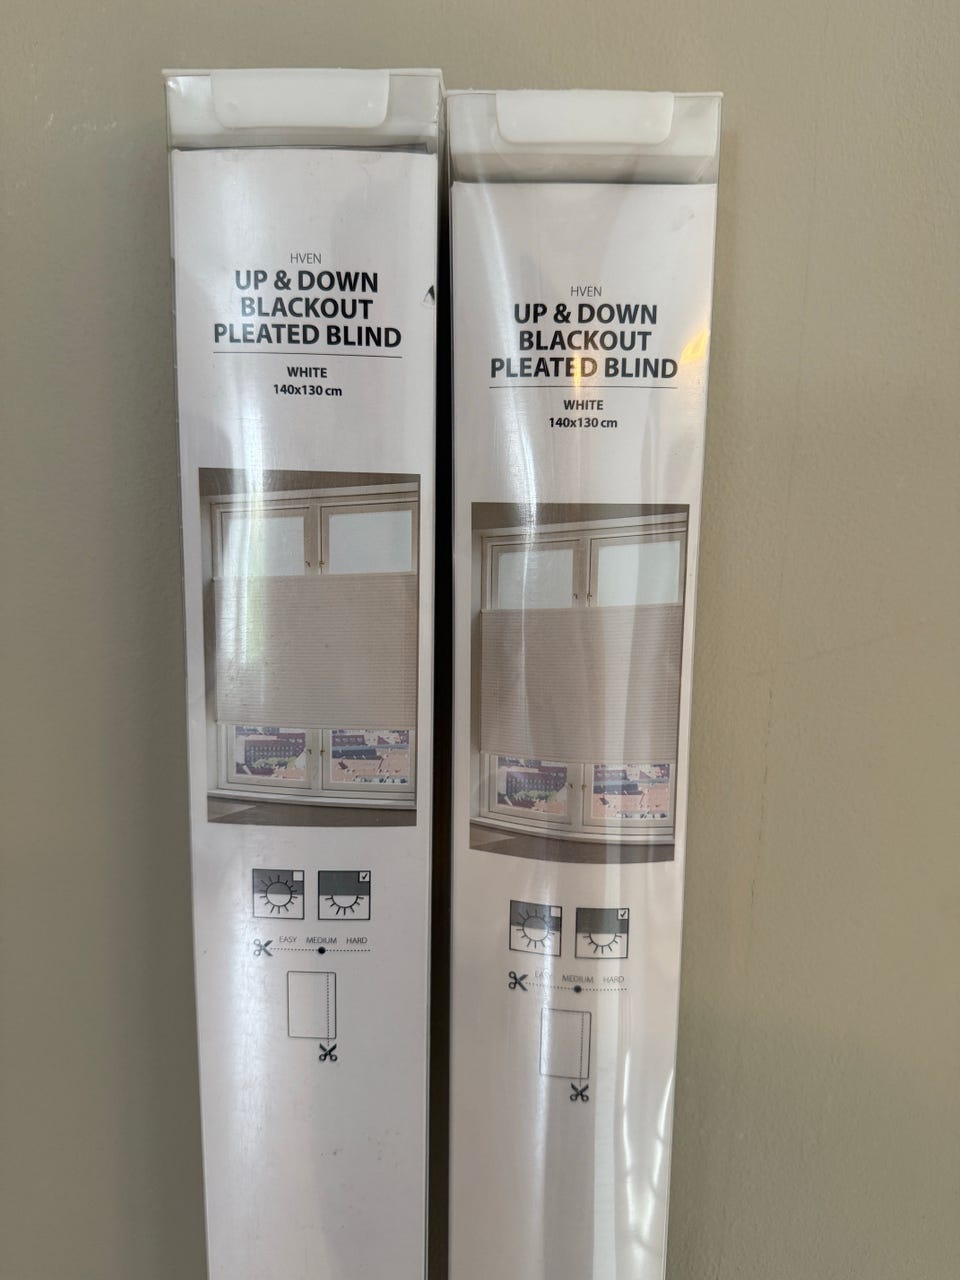 HVEN
UP & DOWN
BLACKOUT
PLEATED BLIND
WHITE
140x130 cm
EASY MEDIUM HARD
HVEN
UP & DOWN
BLACKOUT
PLEATED BLIND
WHITE
140x130 cm
EASY MEDIUM HARD